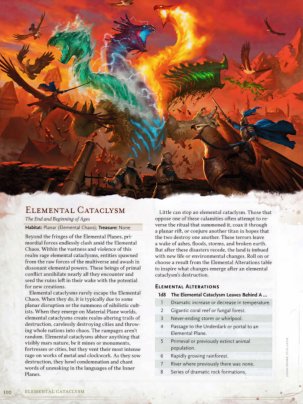 ELEMENTAL CATACLYSM
The End and Beginning of Ages
Habitat: Planar (Elemental Chaos); Treasure: None
Beyond the fringes of the Elemental Planes, pri-
mordial forces endlessly clash amid the Elemental
Chaos. Within the vastness and violence of this
realm rage elemental cataclysms, entities spawned
from the raw forces of the multiverse and awash in
dissonant elemental powers. These beings of primal
conflict annihilate nearly all they encounter and
seed the ruins left in their wake with the potential
for new creations.
Elemental cataclysms rarely escape the Elemental
Chaos. When they do, it is typically due to some
planar disruption or the summons of nihilistic cult-
ists. When they emerge on Material Plane worlds,
elemental cataclysms create realm-altering trails of
destruction, carelessly destroying cities and throw-
ing whole nations into chaos. The rampages aren't
random. Elemental cataclysms abhor anything that
visibly mars nature, be it mines or monuments,
fortresses or cities, but they vent their most intense
rage on works of metal and clockwork. As they sow
destruction, they howl condemnation and chant
words of unmaking in the languages of the Inner
Planes.
Little can stop an elemental cataclysm. Those that
oppose one of these calamities often attempt to re-
verse the ritual that summoned it, coax it through
a planar rift, or conjure another titan in hopes that
the two destroy one another. These terrors leave
a wake of ashes, floods, storms, and broken earth.
But after these disasters recede, the land is imbued
with new life or environmental changes. Roll on or
choose a result from the Elemental Alterations table
to inspire what changes emerge after an elemental
cataclysm's destruction.
ELEMENTAL ALTERATIONS
1d8 The Elemental Cataclysm Leaves Behind A ...
1 Dramatic increase or decrease in temperature.
2 Gigantic coral reef or fungal forest.
3 Never-ending storm or whirlpool.
4 Passage to the Underdark or portal to an
Elemental Plane.
5 Primeval or previously extinct animal
population.
6 Rapidly growing rainforest.
7 River where previously there was none.
8 Series of dramatic rock formations.
110 ELEMENTAL CATACLYSM